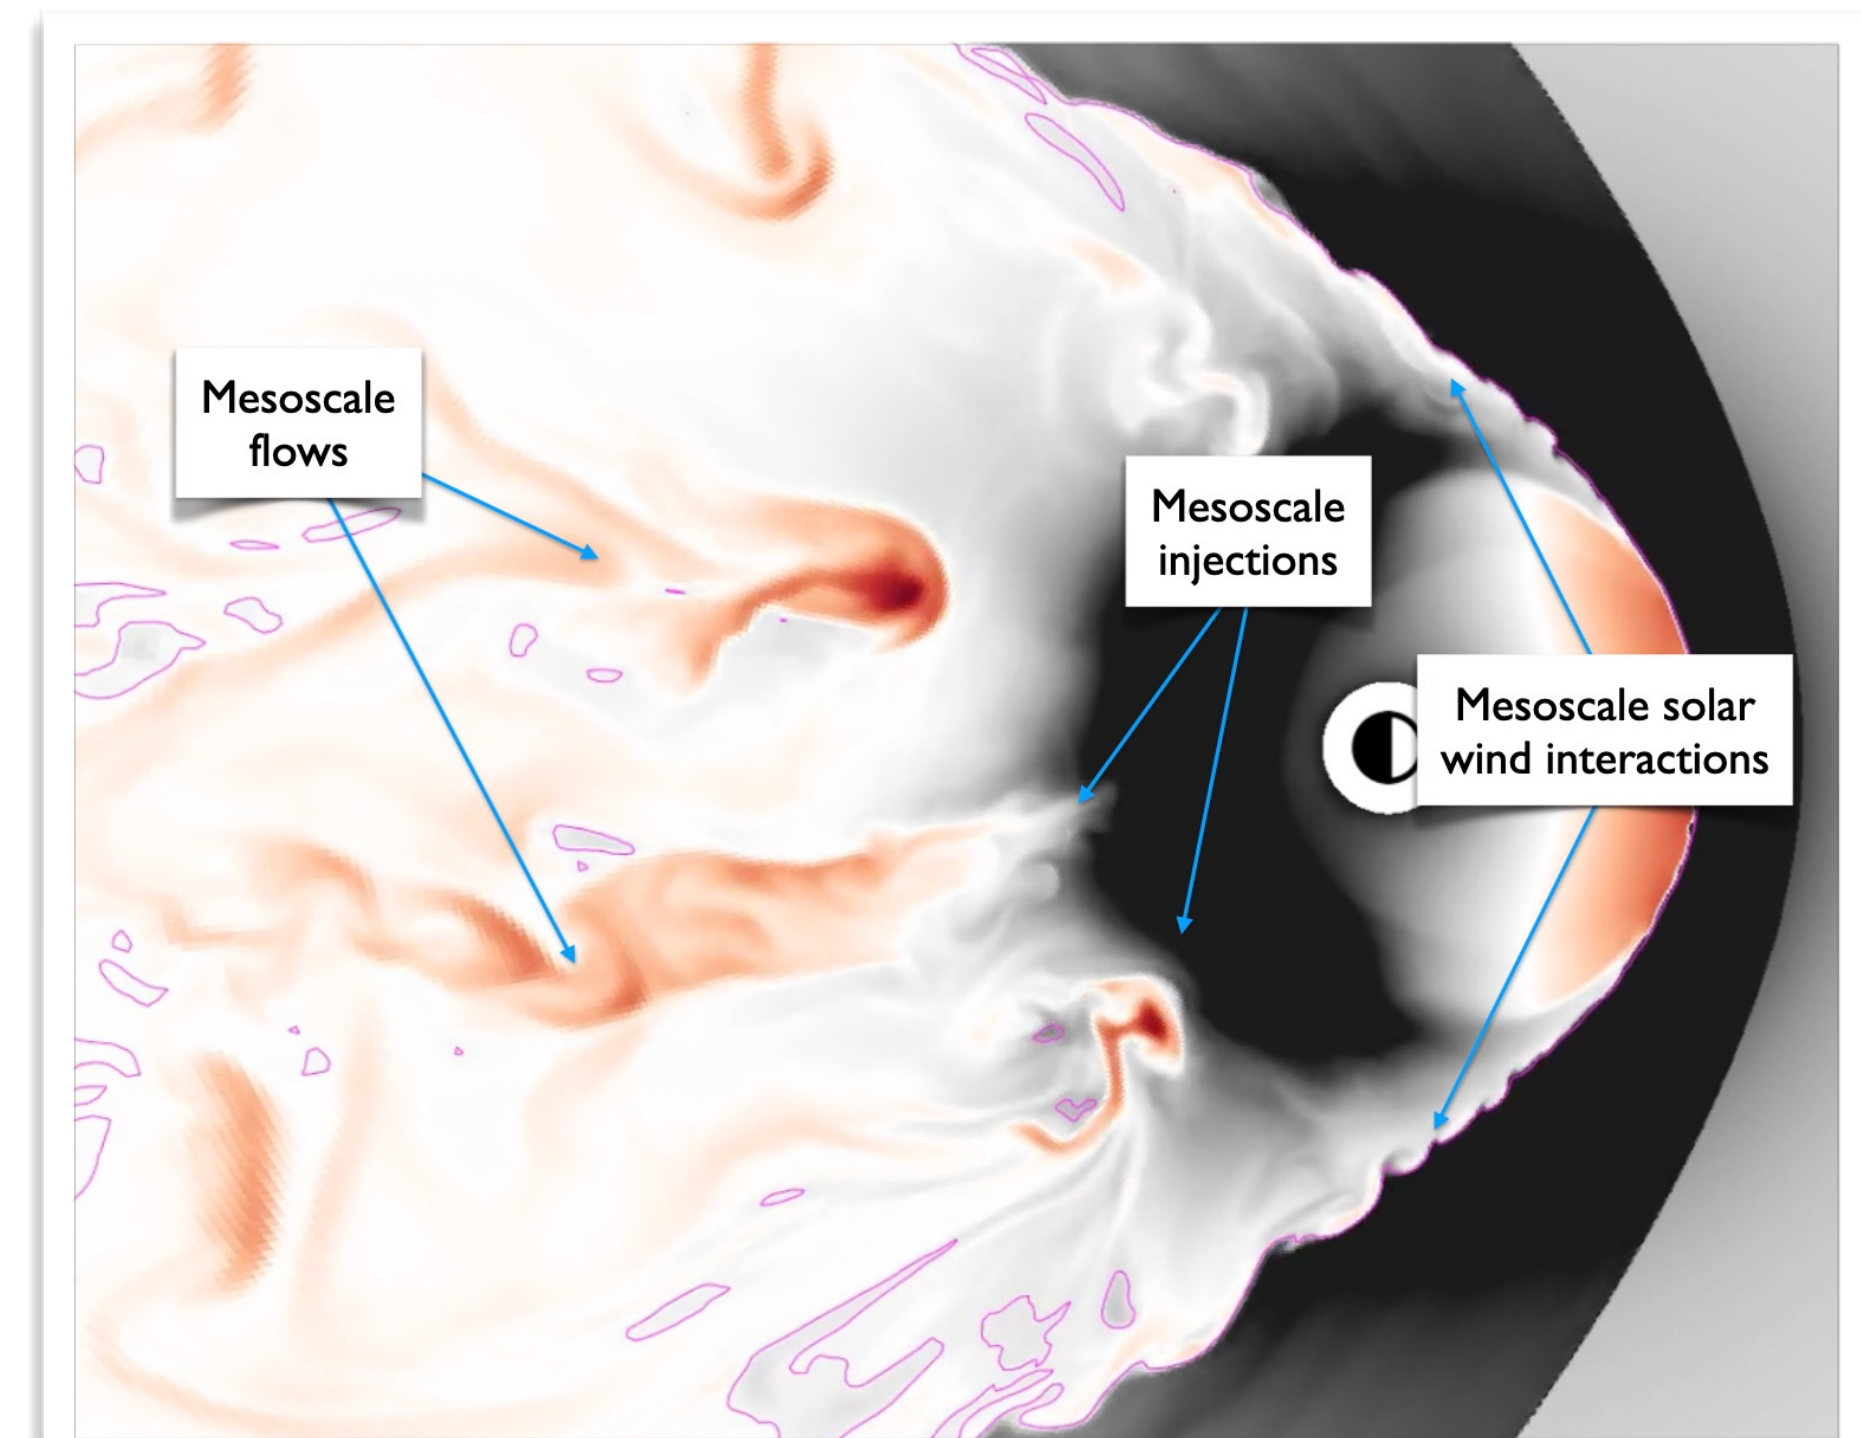 Mesoscale
flows
Mesoscale
injections
Mesoscale solar
wind interactions